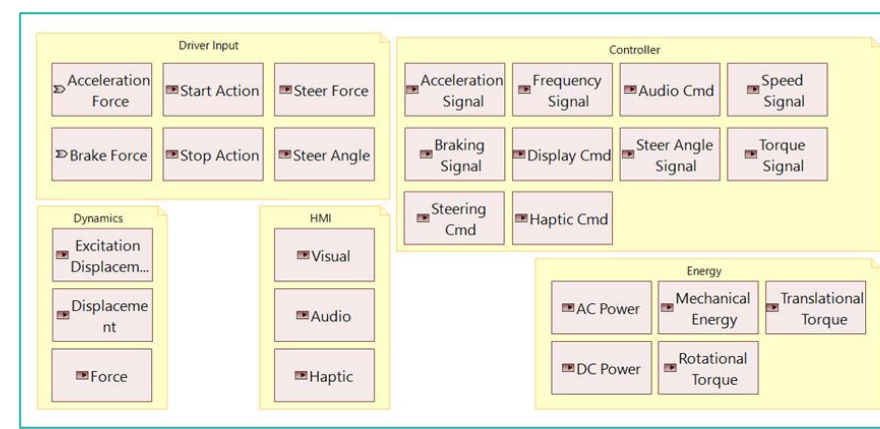 Driver Input
Acceleration
Force
Start Action
Steer Force
Brake Force
Stop Action
Steer Angle
Controller
Acceleration
Signal
Frequency
Signal
Audio Cmd
Speed
Signal
Braking
Signal
Display Cmd
Steer Angle
Signal
Torque
Signal
Steering
Cmd
Haptic Cmd
Dynamics
Excitation
Displacem...
Displaceme
nt
Force
HMI
Visual
Audio
Haptic
Energy
AC Power
Mechanical
Energy
Translational
Torque
DC Power
Rotational
Torque